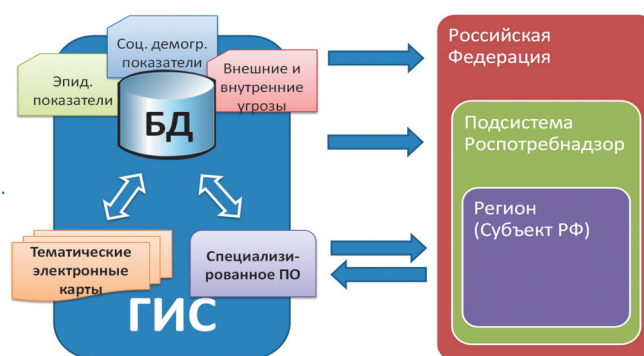 Соц. демогр.
показатели
Эпид.
показатели
Внешние и
внутренние
угрозы
БД
Тематические
электронные
карты
Специализи-
рованное ПО
ГИС
Российская
Федерация
Подсистема
Роспотребнадзор
Регион
(Субъект РФ)